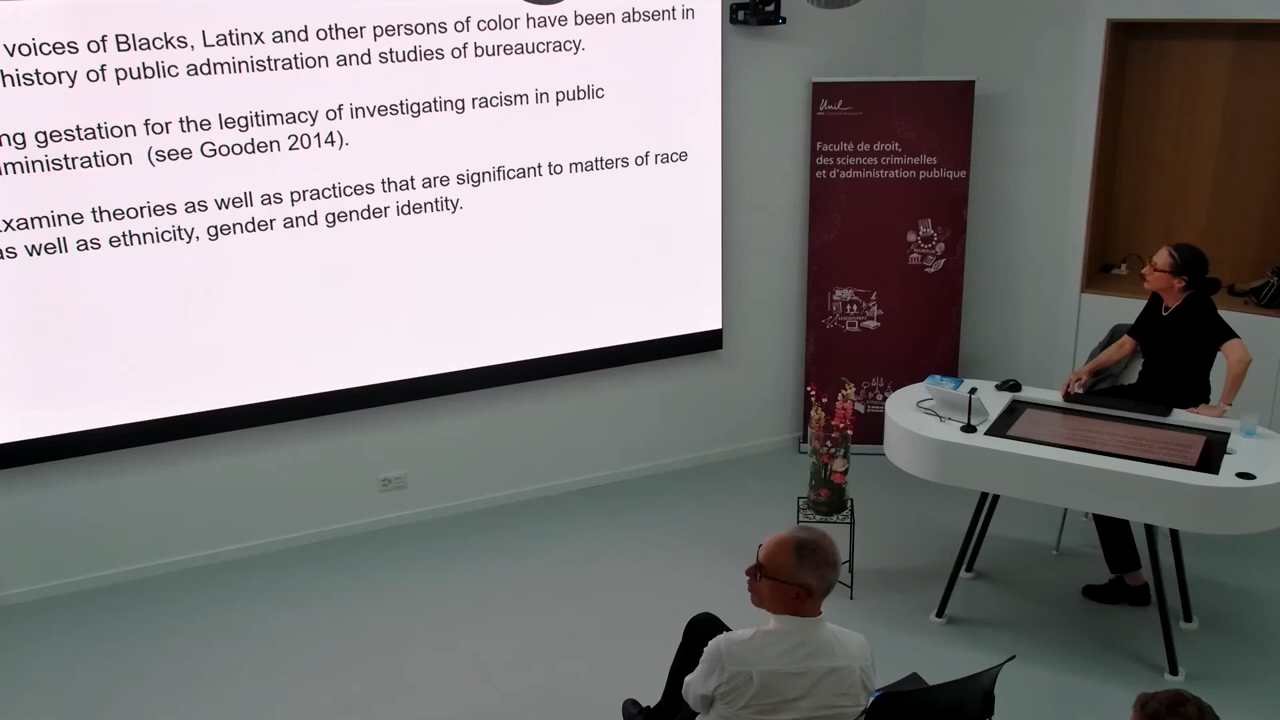 voices of Blacks, Latinx and other persons of color have been absent in
history of public administration and studies of bureaucracy.
ng gestation for the legitimacy of investigating racism in public
ministration (see Gooden 2014).
xamine theories as well as practices that are significant to matters of race
as well as ethnicity, gender and gender identity.
Unil
Faculté de droit,
des sciences criminelles
et d'administration publique